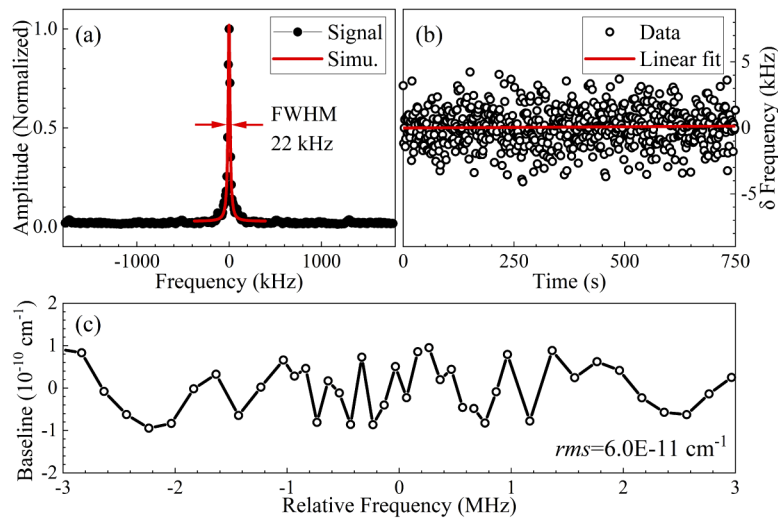 (a)
Signal
Simu.
FWHM
22 kHz
Amplitude (Normalized)
1.0
0.5
0.0
-1000
0
1000
Frequency (kHz)
(b)
Data
Linear fit
δ Frequency (kHz)
5
0
-5
0
250
500
750
Time (s)
(c)
Baseline (10⁻¹⁰ cm⁻¹)
2
1
0
-1
-2
rms=6.0E-11 cm⁻¹
-3
-2
-1
0
1
2
3
Relative Frequency (MHz)